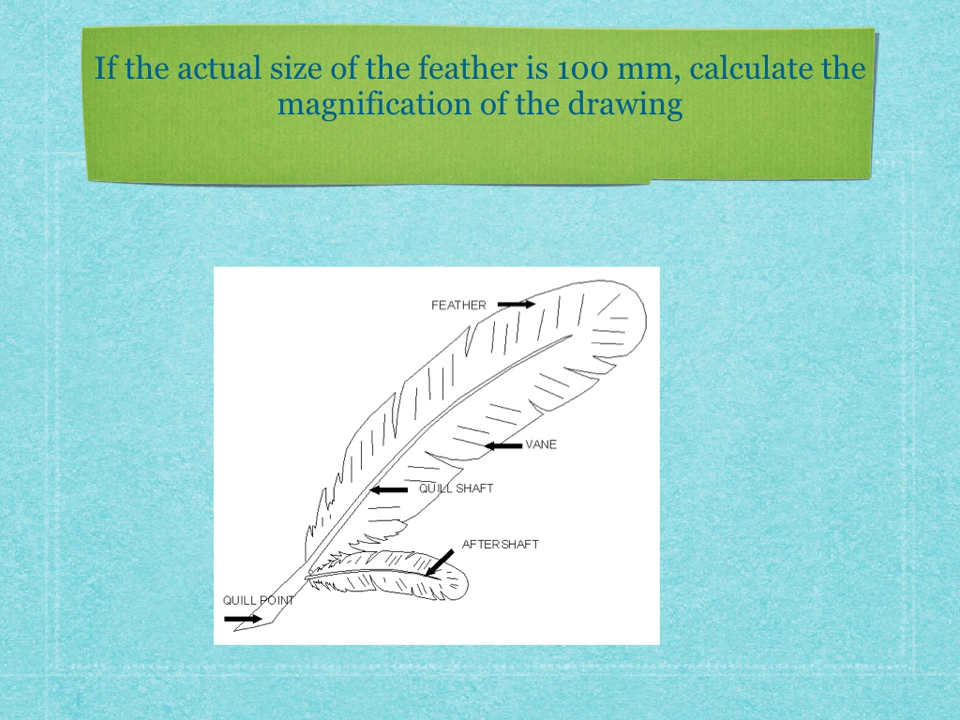 If the actual size of the feather is 100 mm, calculate the
magnification of the drawing
FEATHER
VANE
QUILL SHAFT
AFTERSHAFT
QUILL POINT